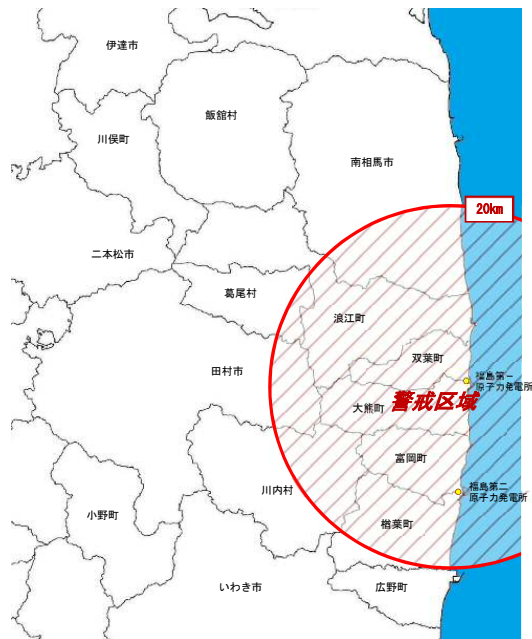 伊達市
飯舘村
川俣町
南相馬市
20km
二本松市
葛尾村
浪江町
双葉町
田村市
福島第一
原子力発電所
大熊町
警戒区域
富岡町
川内村
福島第二
原子力発電所
小野町
楢葉町
いわき市
広野町